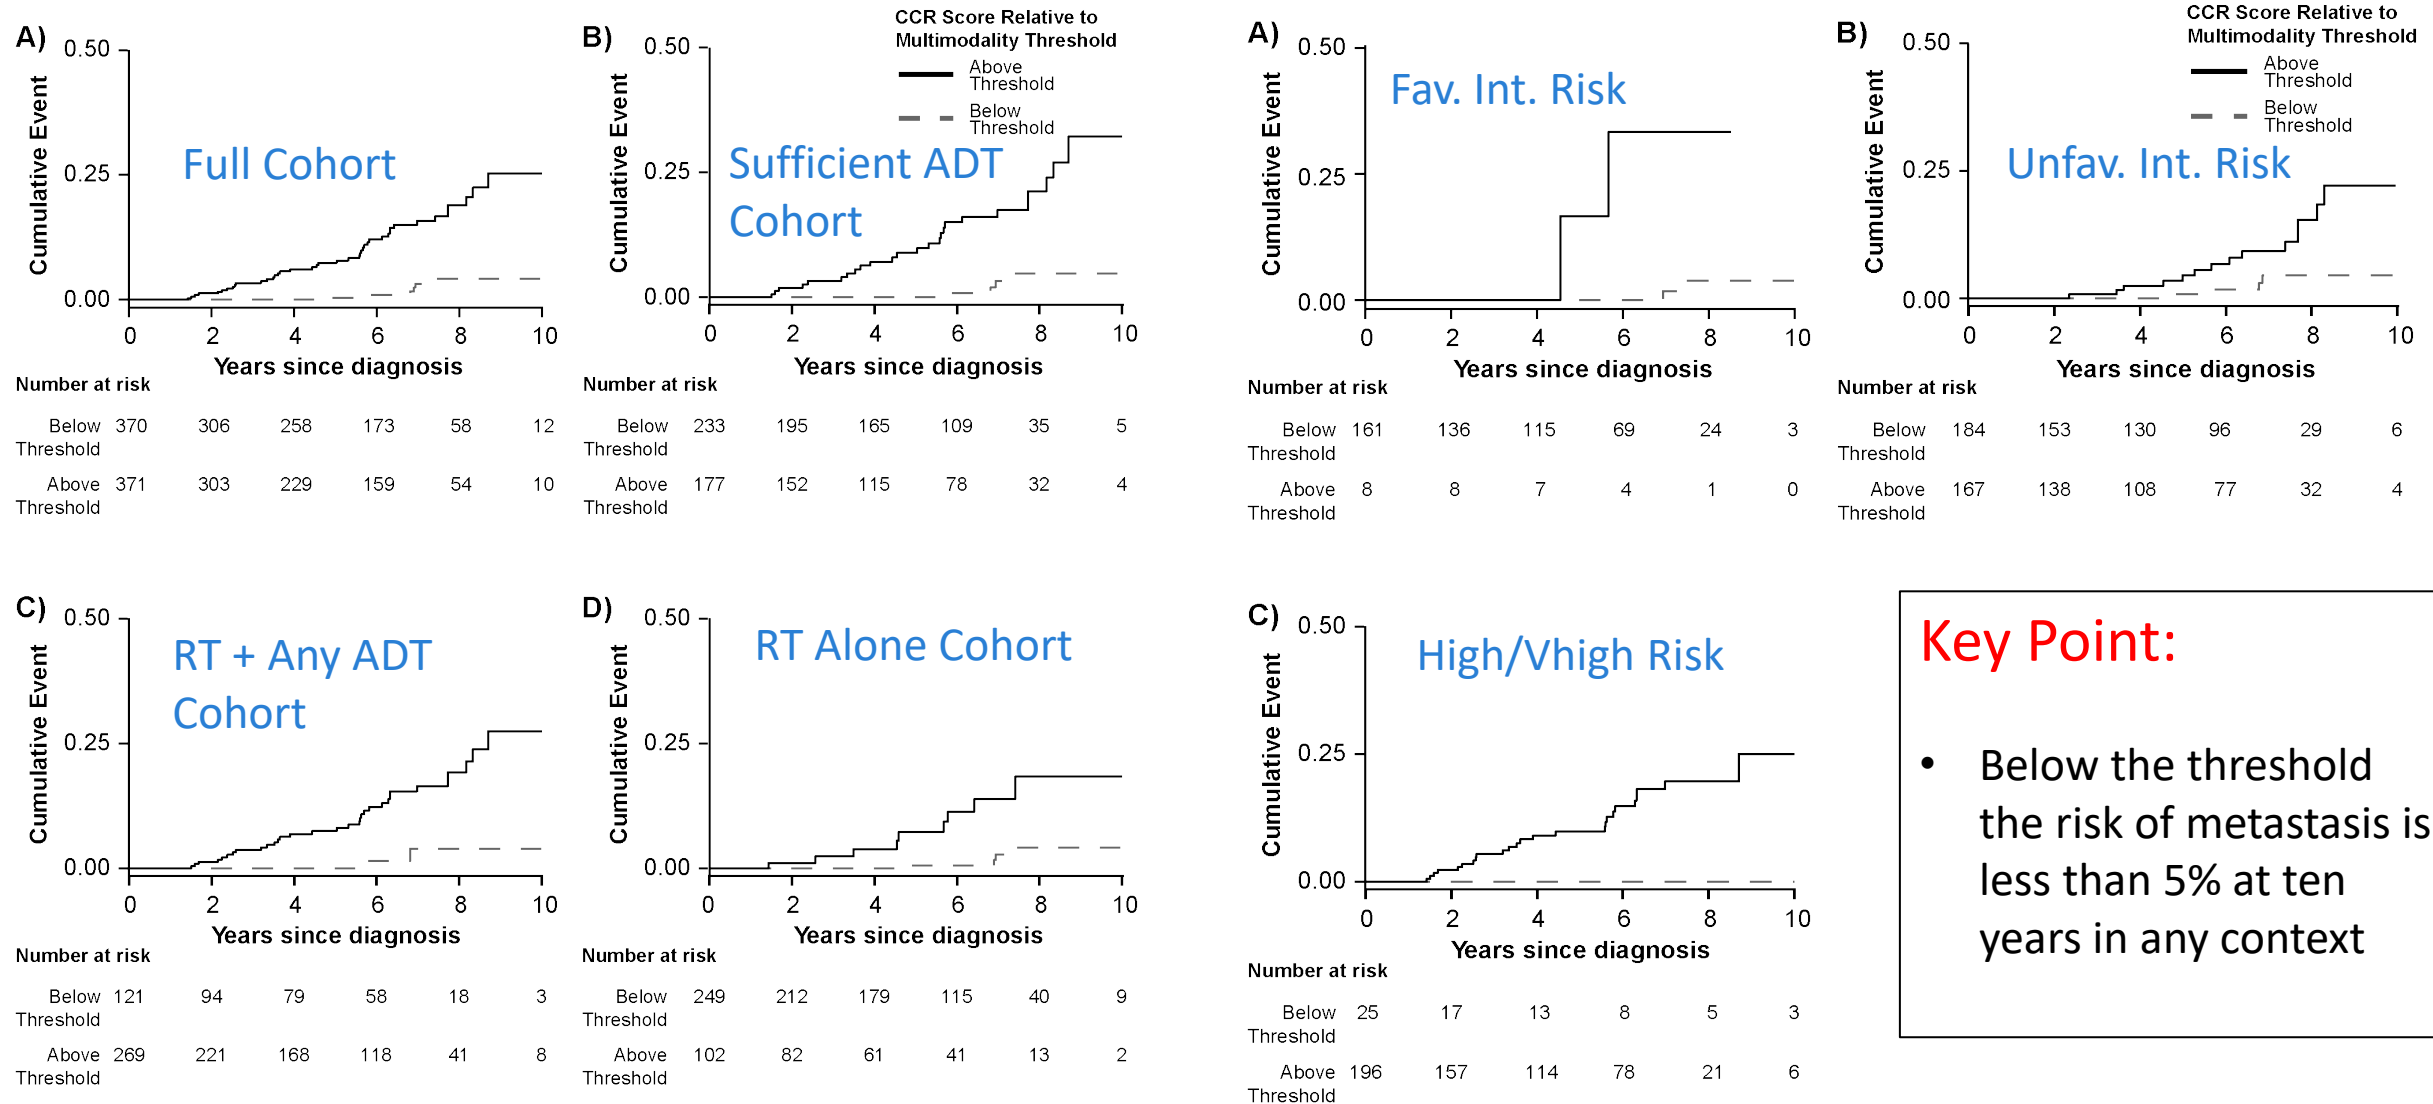 A)
0.50
0.25
0.00
Cumulative Event
Full Cohort
0 2 4 6 8 10
Years since diagnosis
Number at risk
Below 370 306 258 173 58 12
Threshold
Above 371 303 229 159 54 10
Threshold
B)
CCR Score Relative to
Multimodality Threshold
Above
Threshold
Below
Threshold
0.50
0.25
0.00
Cumulative Event
Sufficient ADT
Cohort
0 2 4 6 8 10
Years since diagnosis
Number at risk
Below 233 195 165 109 35 5
Threshold
Above 177 152 115 78 32 4
Threshold
C)
0.50
0.25
0.00
Cumulative Event
RT + Any ADT
Cohort
0 2 4 6 8 10
Years since diagnosis
Number at risk
Below 121 94 79 58 18 3
Threshold
Above 269 221 168 118 41 8
Threshold
D)
0.50
0.25
0.00
Cumulative Event
RT Alone Cohort
0 2 4 6 8 10
Years since diagnosis
Number at risk
Below 249 212 179 115 40 9
Threshold
Above 102 82 61 41 13 2
Threshold
A)
0.50
0.25
0.00
Cumulative Event
Fav. Int. Risk
0 2 4 6 8 10
Years since diagnosis
Number at risk
Below 161 136 115 69 24 3
Threshold
Above 8 8 7 4 1 0
Threshold
B)
CCR Score Relative to
Multimodality Threshold
Above
Threshold
Below
Threshold
0.50
0.25
0.00
Cumulative Event
Unfav. Int. Risk
0 2 4 6 8 10
Years since diagnosis
Number at risk
Below 184 153 130 96 29 6
Threshold
Above 167 138 108 77 32 4
Threshold
C)
0.50
0.25
0.00
Cumulative Event
High/Vhigh Risk
0 2 4 6 8 10
Years since diagnosis
Number at risk
Below 25 17 13 8 5 3
Threshold
Above 196 157 114 78 21 6
Threshold
Key Point:
• Below the threshold
the risk of metastasis is
less than 5% at ten
years in any context